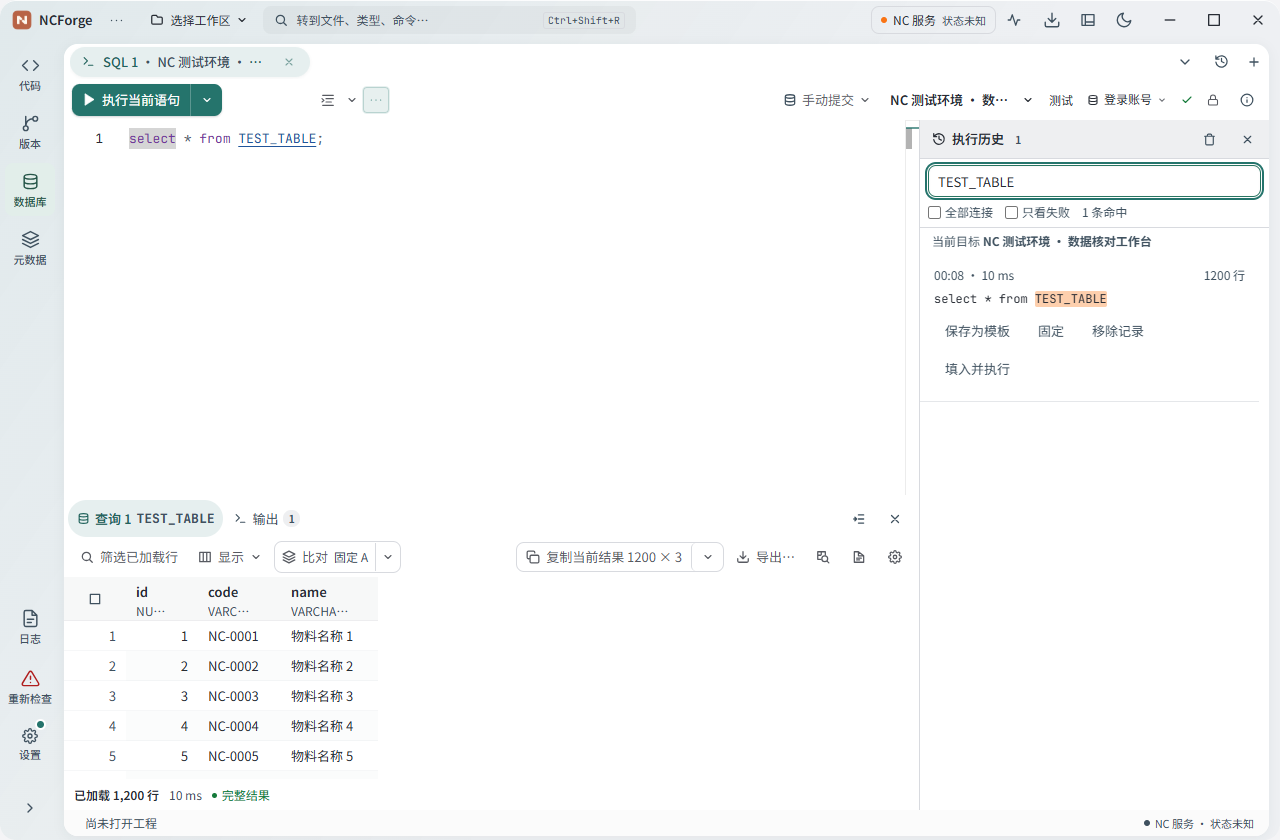 NCForge ··· 选择工作区 转到文件、类型、命令··· Ctrl+Shift+R NC 服务 状态未知
代码
版本
数据库
元数据
日志
重新检查
设置
SQL 1 • NC 测试环境 • ···
执行当前语句 ··· 手动提交 NC 测试环境 • 数··· 测试 登录账号
1 select * from TEST_TABLE;
执行历史 1
TEST_TABLE
全部连接 只看失败 1 条命中
当前目标 NC 测试环境 • 数据核对工作台
00:08 • 10 ms 1200 行
select * from TEST_TABLE
保存为模板 固定 移除记录
填入并执行
查询 1 TEST_TABLE 输出 1
筛选已加载行 显示 比对 固定 A 复制当前结果 1200 × 3 导出···
id code name
NU··· VARC··· VARCHA···
1 1 NC-0001 物料名称 1
2 2 NC-0002 物料名称 2
3 3 NC-0003 物料名称 3
4 4 NC-0004 物料名称 4
5 5 NC-0005 物料名称 5
已加载 1,200 行 10 ms • 完整结果
尚未打开工程 NC 服务 • 状态未知